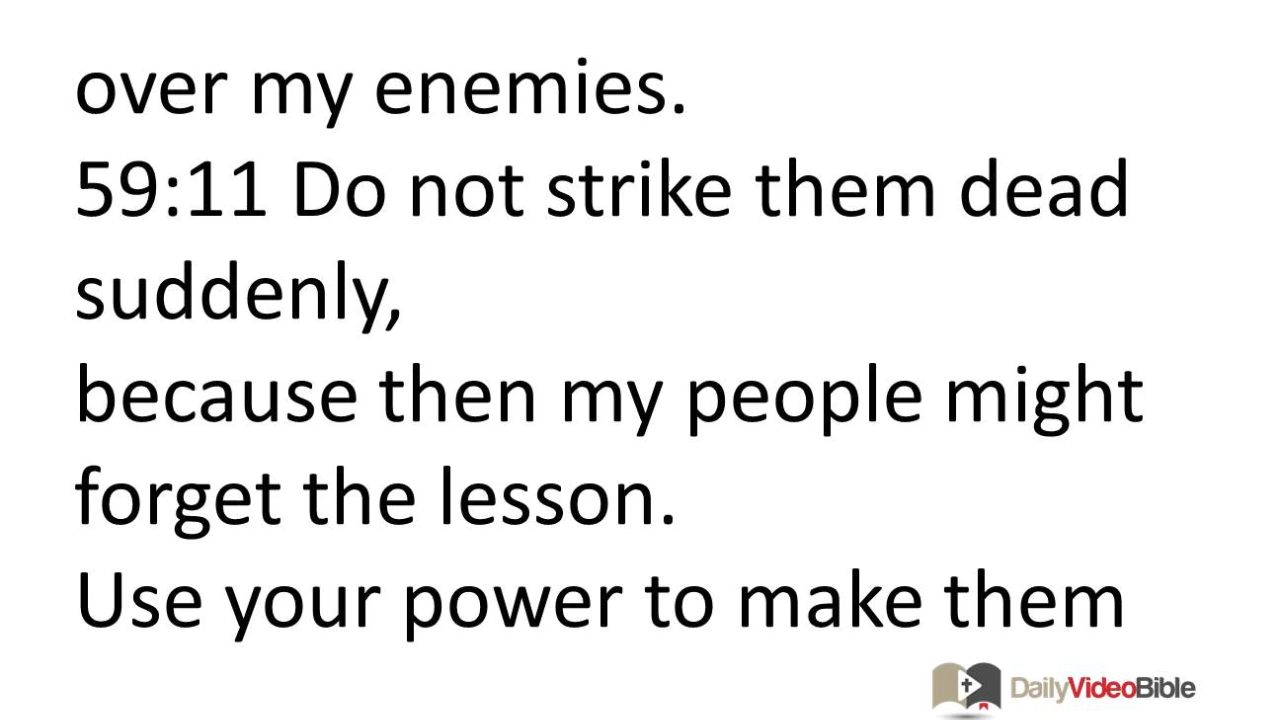 over my enemies.
59:11 Do not strike them dead
suddenly,
because then my people might
forget the lesson.
Use your power to make them
DailyVideoBible